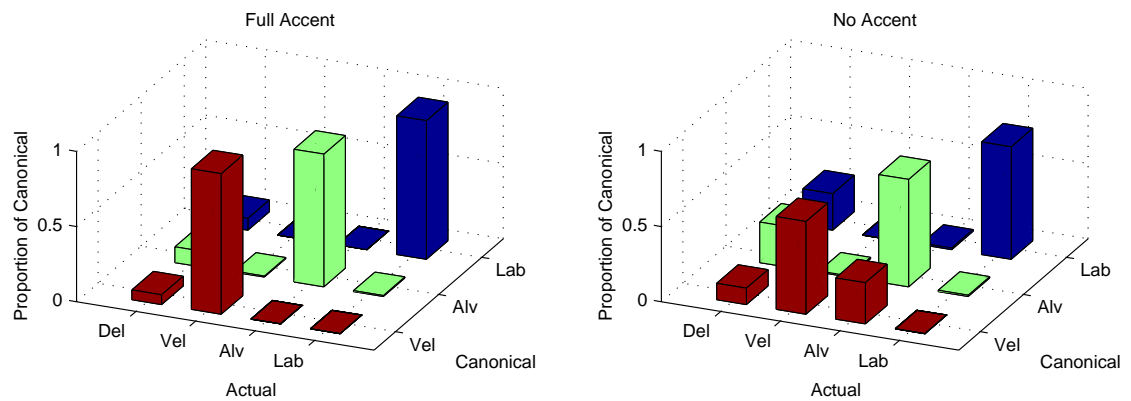 Full Accent
Proportion of Canonical
1
0.5
0
Del
Vel
Alv
Lab
Actual
Vel
Alv
Lab
Canonical
No Accent
Proportion of Canonical
1
0.5
0
Del
Vel
Alv
Lab
Actual
Vel
Alv
Lab
Canonical